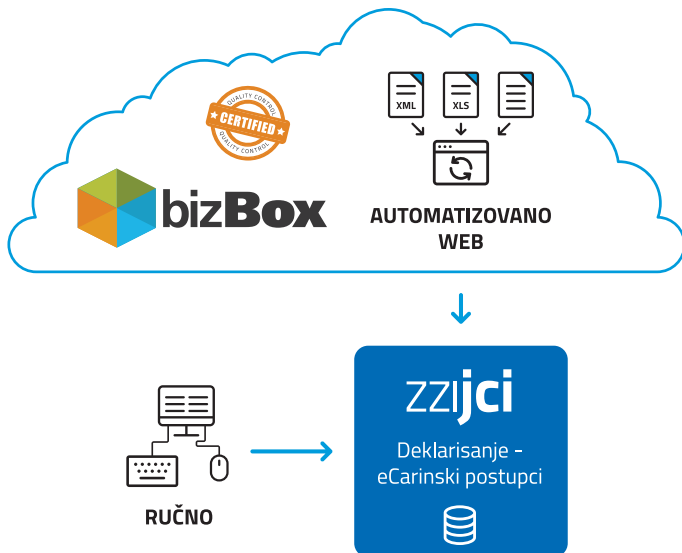 QUALITY CONTROL
CERTIFIED
QUALITY CONTROL
bizBox
XML
XLS
AUTOMATIZOVANO
WEB
zzijci
Deklarisanje -
eCarinski postupci
RUČNO